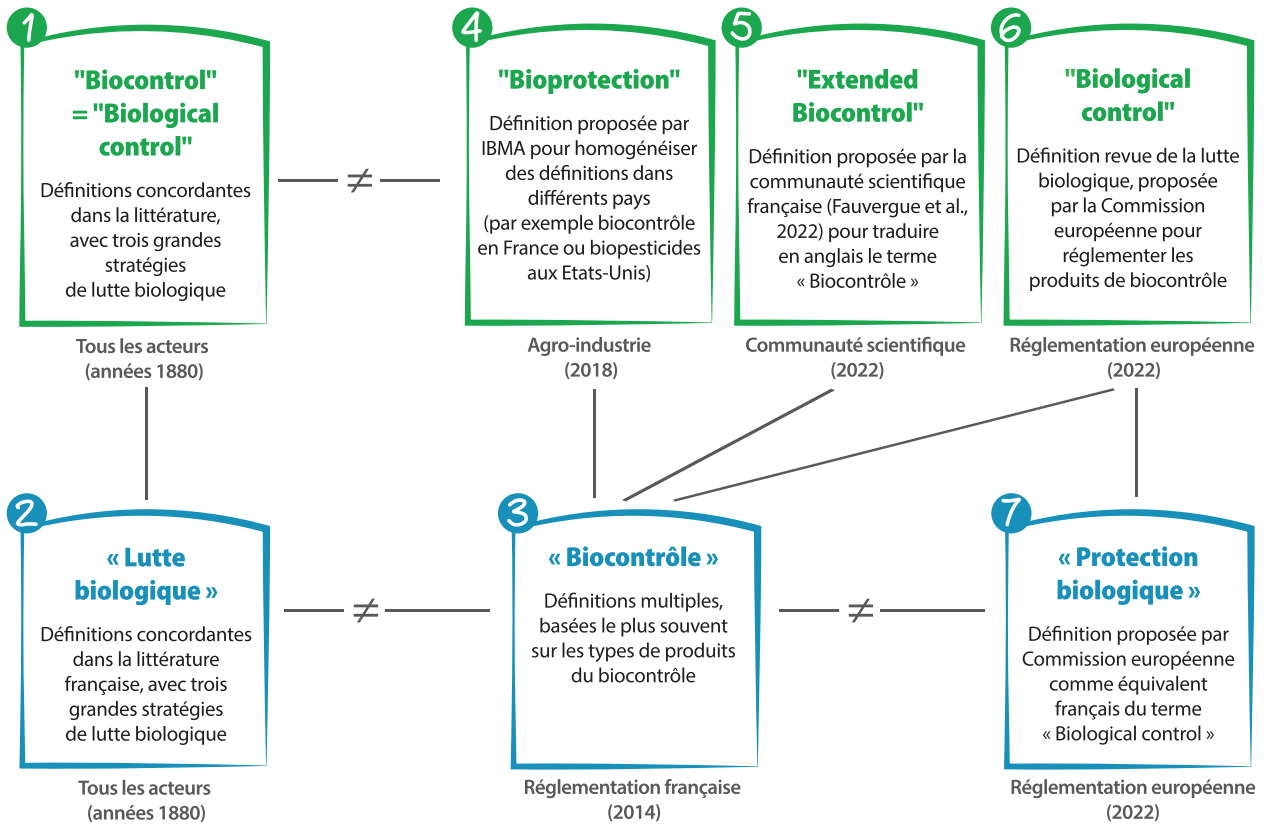 1
"Biocontrol"
= "Biological
control"
Définitions concordantes
dans la littérature,
avec trois grandes
stratégies
de lutte biologique
Tous les acteurs
(années 1880)
≠
4
"Bioprotection"
Définition proposée par
IBMA pour homogénéiser
des définitions dans
différents pays
(par exemple biocontrôle
en France ou biopesticides
aux Etats-Unis)
Agro-industrie
(2018)
5
"Extended
Biocontrol"
Définition proposée par la
communauté scientifique
française (Fauvergue et al.,
2022) pour traduire
en anglais le terme
« Biocontrôle »
Communauté scientifique
(2022)
6
"Biological
control"
Définition revue de la lutte
biologique, proposée
par la Commission
européenne pour
réglementer les
produits de biocontrôle
Réglementation européenne
(2022)
2
« Lutte
biologique »
Définitions concordantes
dans la littérature
française, avec trois
grandes stratégies
de lutte biologique
Tous les acteurs
(années 1880)
≠
3
« Biocontrôle »
Définitions multiples,
basées le plus souvent
sur les types de produits
du biocontrôle
Réglementation française
(2014)
≠
7
« Protection
biologique »
Définition proposée par
Commission européenne
comme équivalent
français du terme
« Biological control »
Réglementation européenne
(2022)